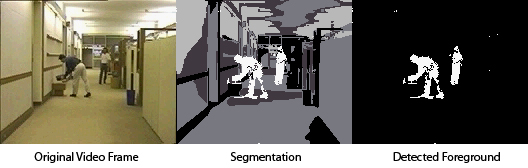 Original Video Frame
Segmentation
Detected Foreground